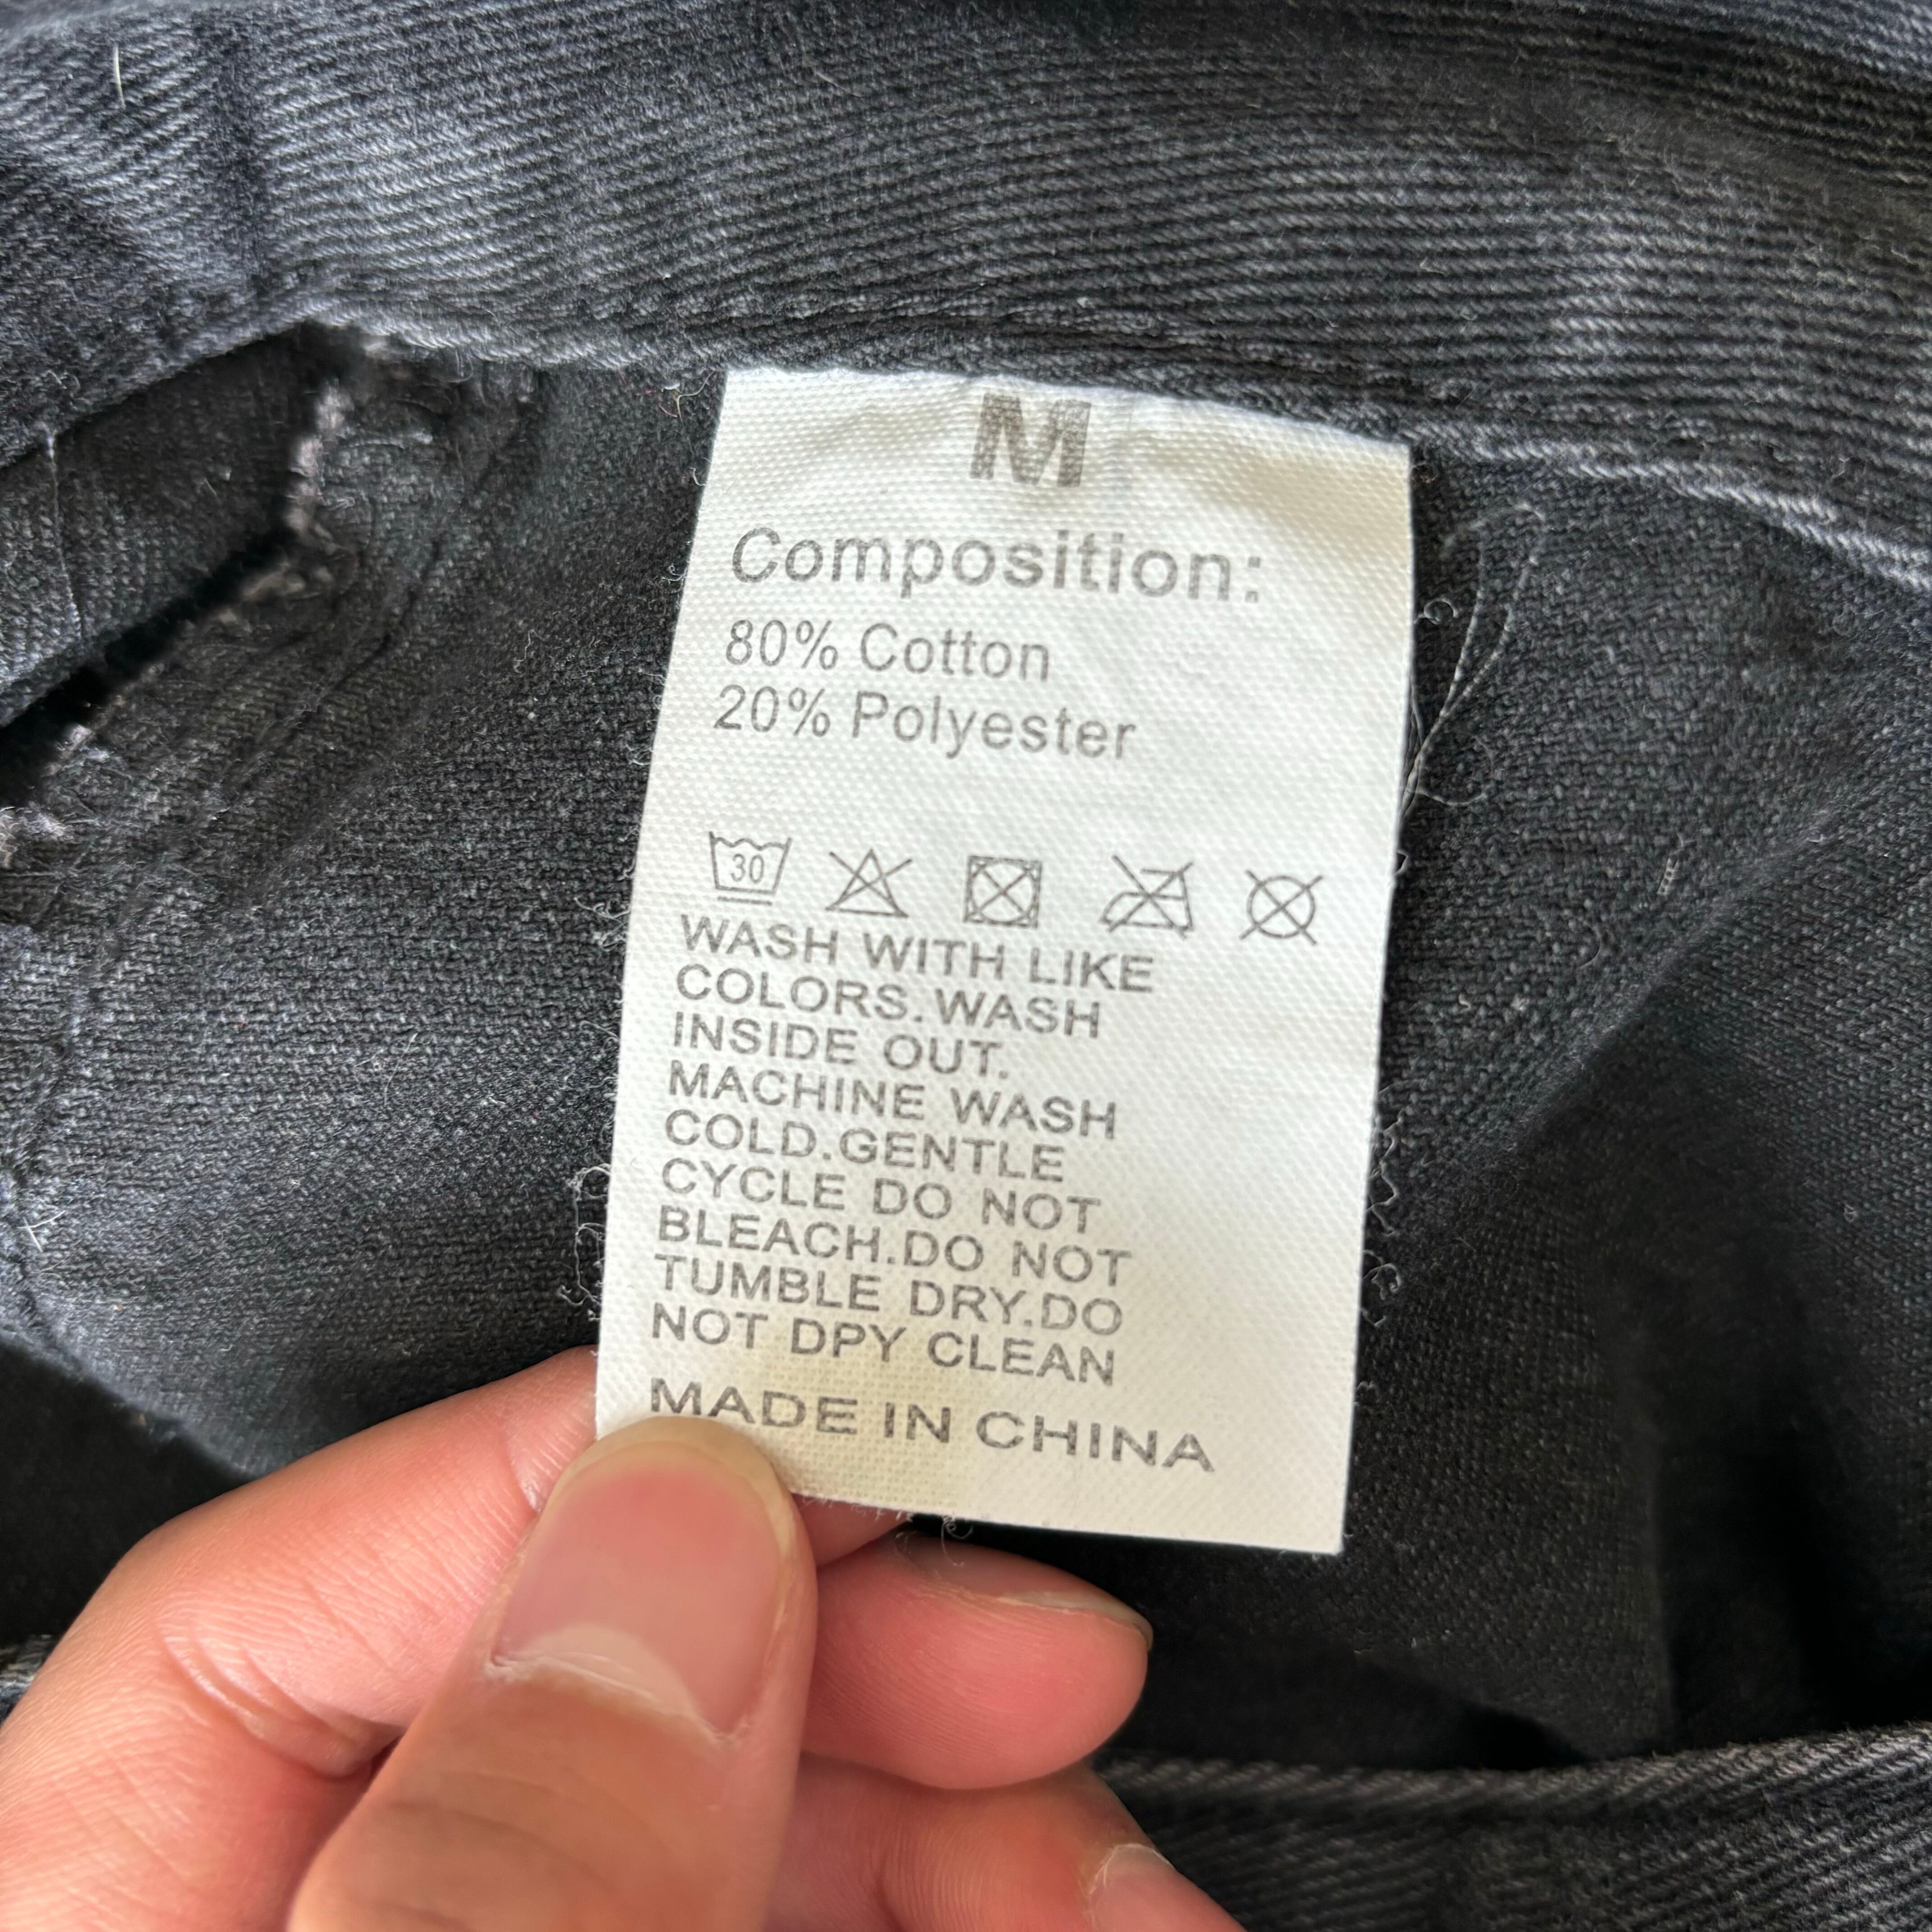 M
Composition:
80% Cotton
20% Polyester
30
WASH WITH LIKE
COLORS.WASH
INSIDE OUT.
MACHINE WASH
COLD.GENTLE
CYCLE DO NOT
BLEACH.DO NOT
TUMBLE DRY.DO
NOT DPY CLEAN
MADE IN CHINA